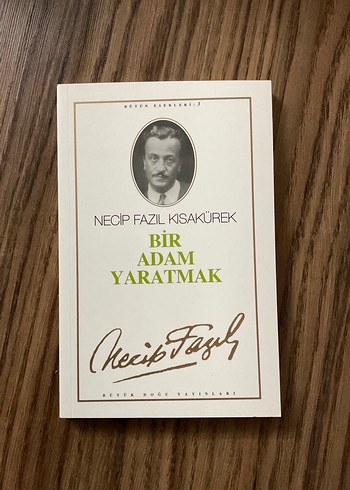 BÜTÜN ESERLERİ: 3
NECİP FAZIL KISAKÜREK
BİR
ADAM
YARATMAK
Necip Fazıl
BÜYÜK DOĞU YAYINLARI